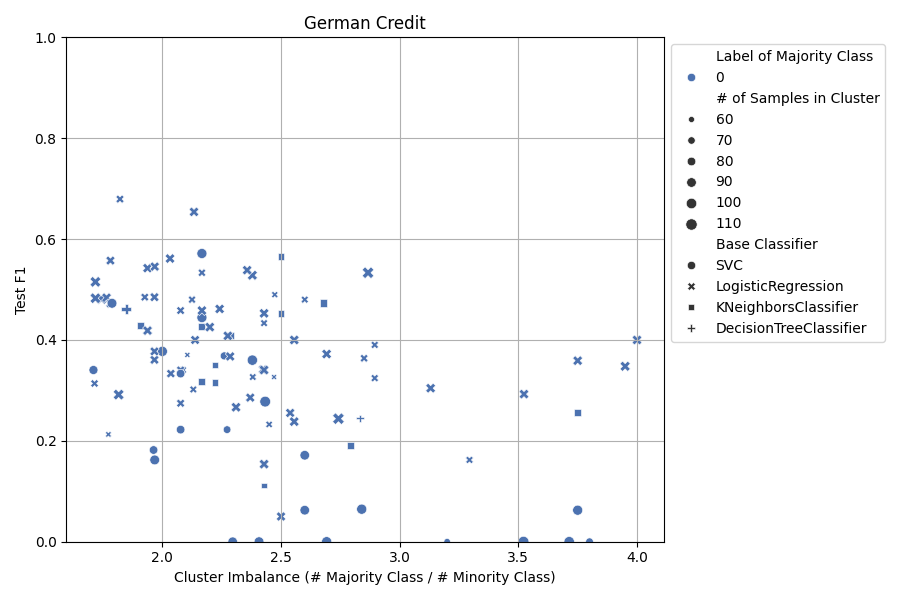 German Credit
Test F1
1.0
0.8
0.6
0.4
0.2
0.0
2.0
2.5
3.0
3.5
4.0
Cluster Imbalance (# Majority Class / # Minority Class)
Label of Majority Class
0
# of Samples in Cluster
60
70
80
90
100
110
Base Classifier
SVC
LogisticRegression
KNeighborsClassifier
DecisionTreeClassifier